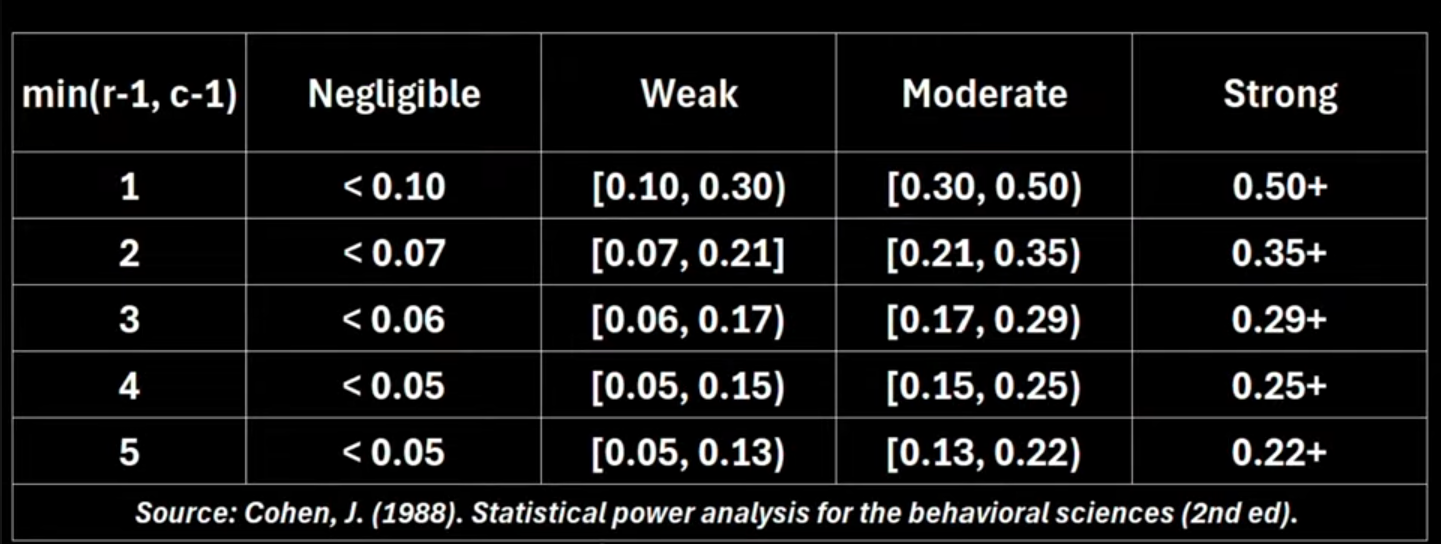 min(r-1, c-1) Negligible Weak Moderate Strong
1 < 0.10 [0.10, 0.30) [0.30, 0.50) 0.50+
2 < 0.07 [0.07, 0.21] [0.21, 0.35) 0.35+
3 < 0.06 [0.06, 0.17) [0.17, 0.29) 0.29+
4 < 0.05 [0.05, 0.15) [0.15, 0.25) 0.25+
5 < 0.05 [0.05, 0.13) [0.13, 0.22) 0.22+
Source: Cohen, J. (1988). Statistical power analysis for the behavioral sciences (2nd ed).